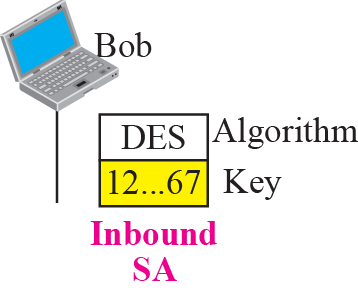 Bob
DES Algorithm
12...67 Key
Inbound
SA